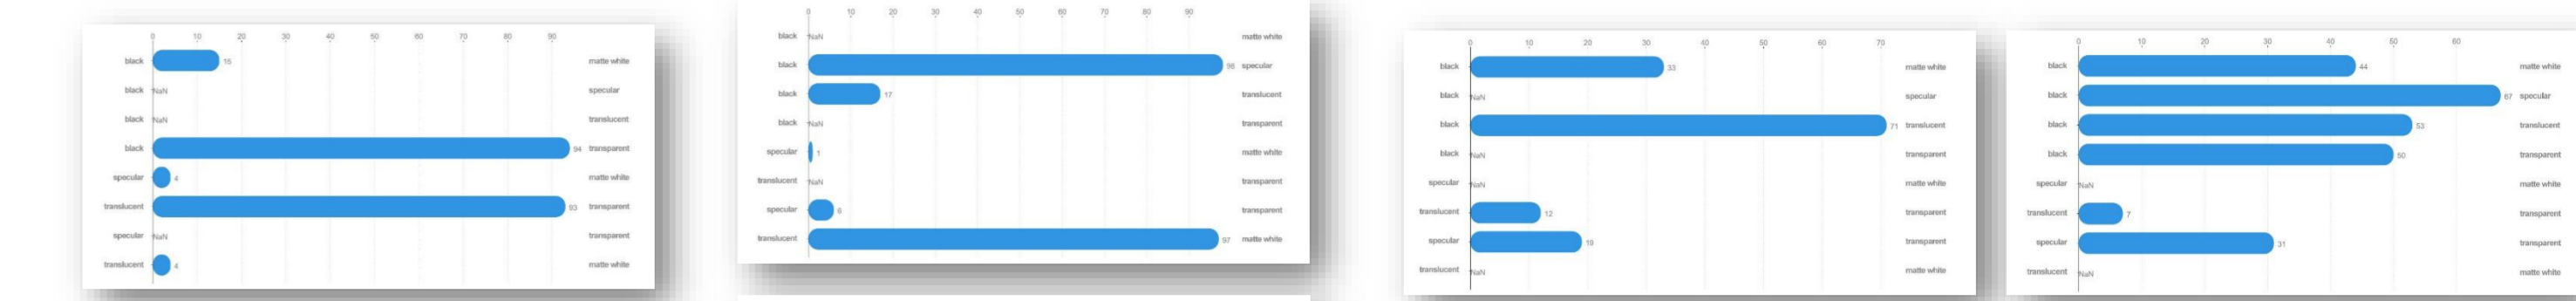 0 10 20 30 40 50 60 70 80 90
black 15 matte white
black NaN specular
black NaN translucent
black 94 transparent
specular 4 matte white
translucent 93 transparent
specular NaN transparent
translucent 4 matte white
0 10 20 30 40 50 60 70 80 90
black NaN matte white
black 98 specular
black 17 translucent
black NaN transparent
specular 1 matte white
translucent NaN transparent
specular 6 transparent
translucent 97 matte white
0 10 20 30 40 50 60 70
black 33 matte white
black NaN specular
black 71 translucent
black NaN transparent
specular NaN matte white
translucent 12 transparent
specular 19 transparent
translucent NaN matte white
0 10 20 30 40 50 60
black 44 matte white
black 67 specular
black 53 translucent
black 50 transparent
specular NaN matte white
translucent 7 transparent
specular 31 transparent
translucent NaN matte white